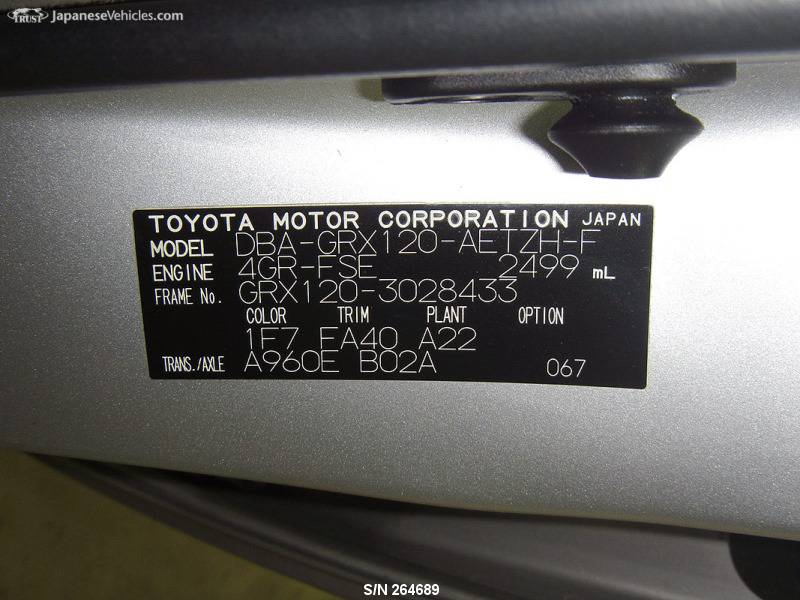 TRUST JapaneseVehicles.com
TOYOTA MOTOR CORPORATION JAPAN
MODEL DBA-GRX120-AETZH-F
ENGINE 4GR-FSE 2499 mL
FRAME No. GRX120-3028433
COLOR TRIM PLANT OPTION
1F7 FA40 A22
TRANS./AXLE A960E B02A 067
S/N 264689